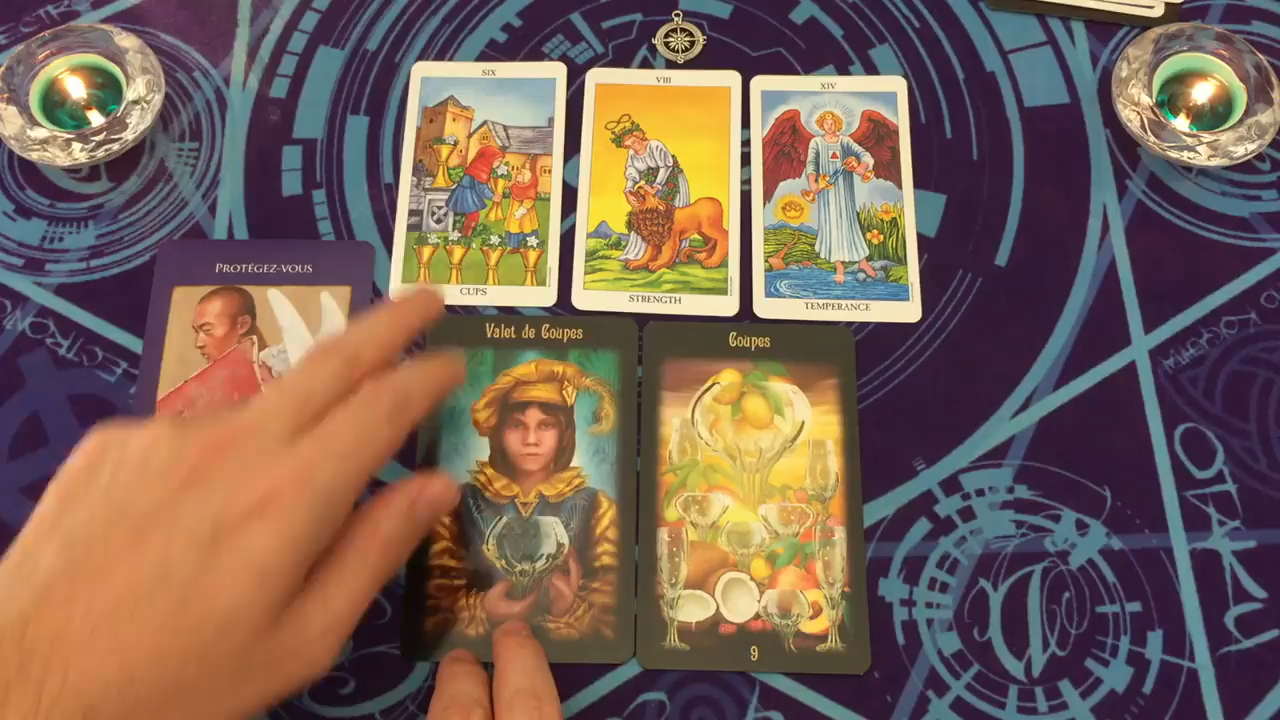 SIX
CUPS
VIII
STRENGTH
XIV
TEMPERANCE
PROTÉGEZ-VOUS
Valet de Coupes
Coupes
9